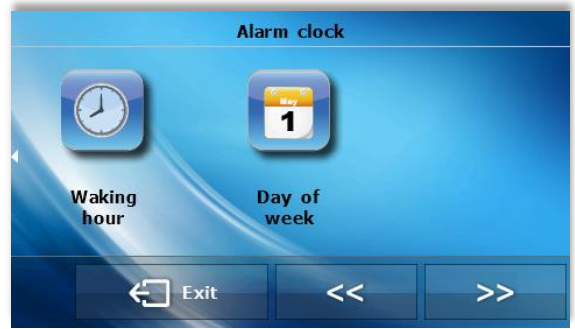 Alarm clock
May
1
Waking
hour
Day of
week
Exit
<<
>>